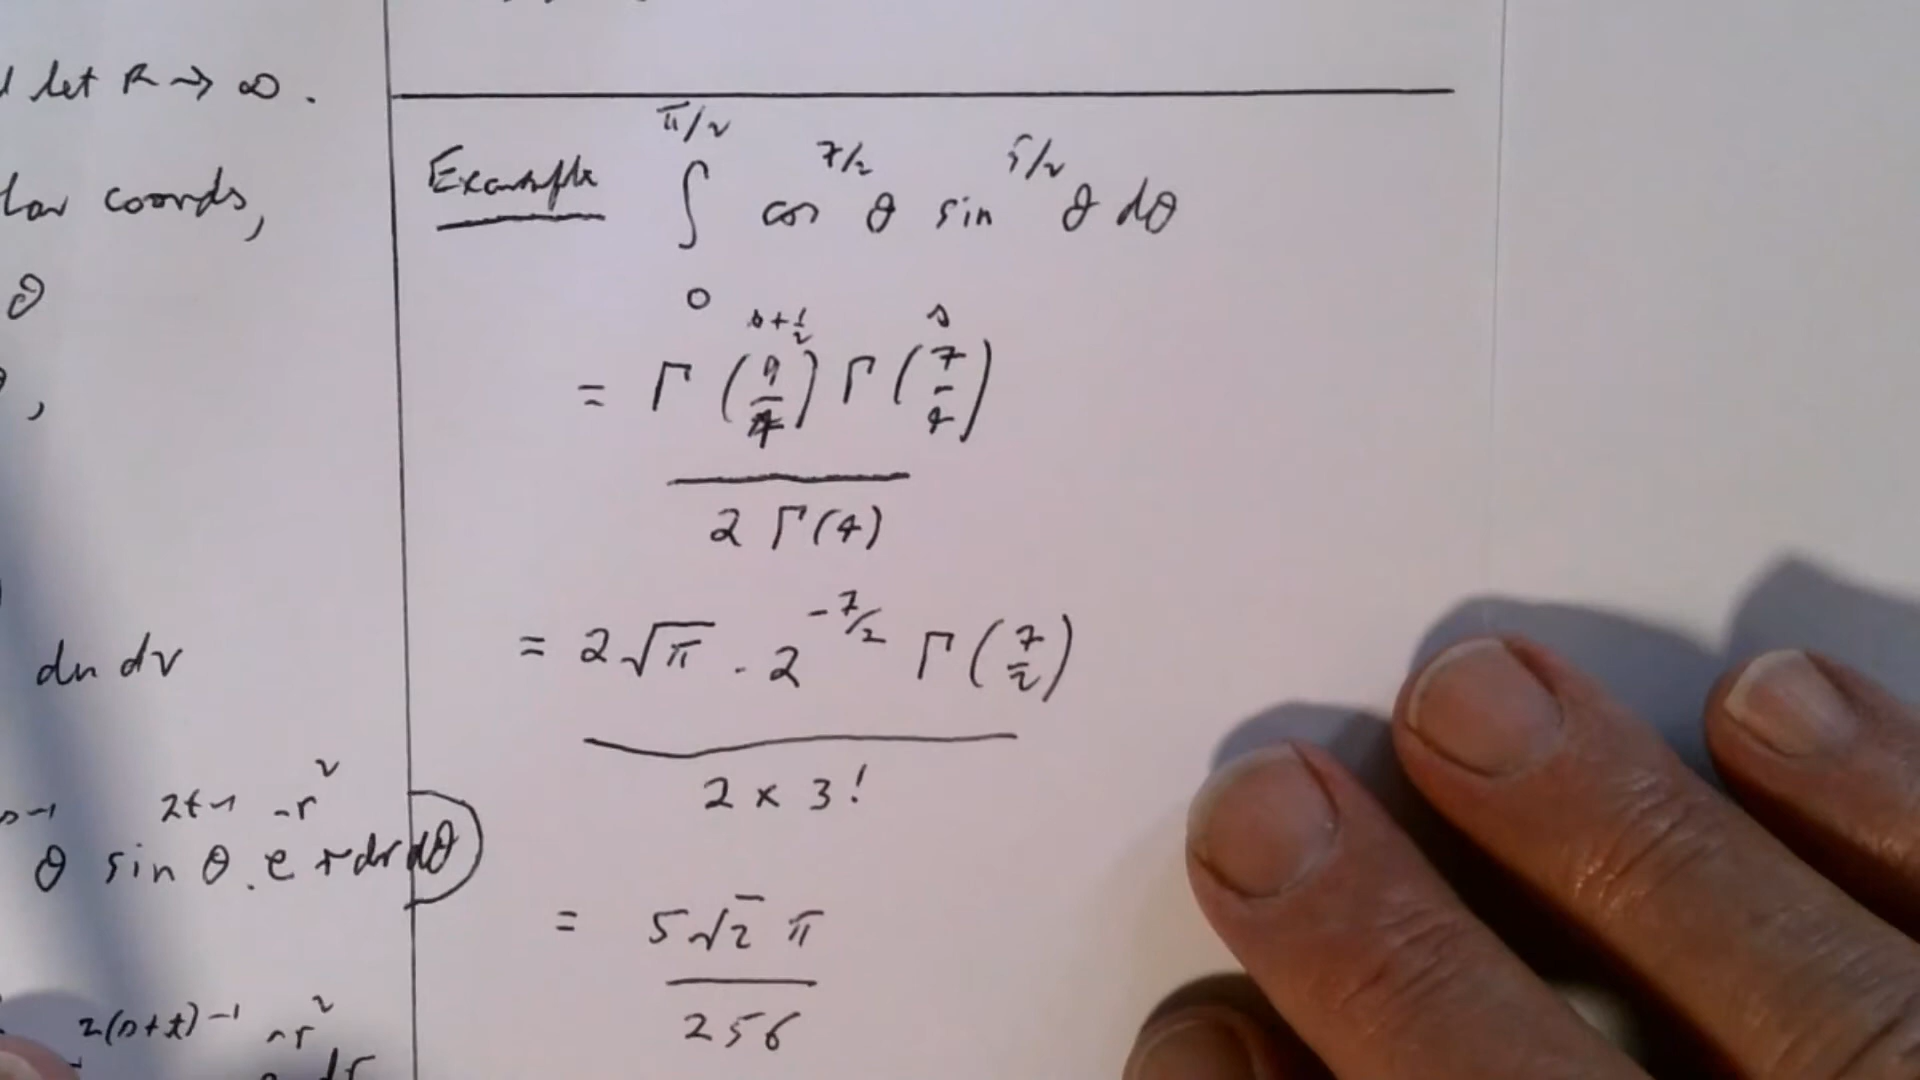 let R → ∞ .
lar coords,
θ
,
du dv
2t-1 -r²
θ sin θ . e r dr dθ
2(s+t)-1 -r²
e dr
Example ∫₀^{π/2} cos^{7/2} θ sin^{5/2} θ dθ
s+½ s
= Γ(9/4) Γ(7/4)
2 Γ(4)
= 2√π . 2^{-7/2} Γ(7/2)
2 × 3!
= 5√2 π
256